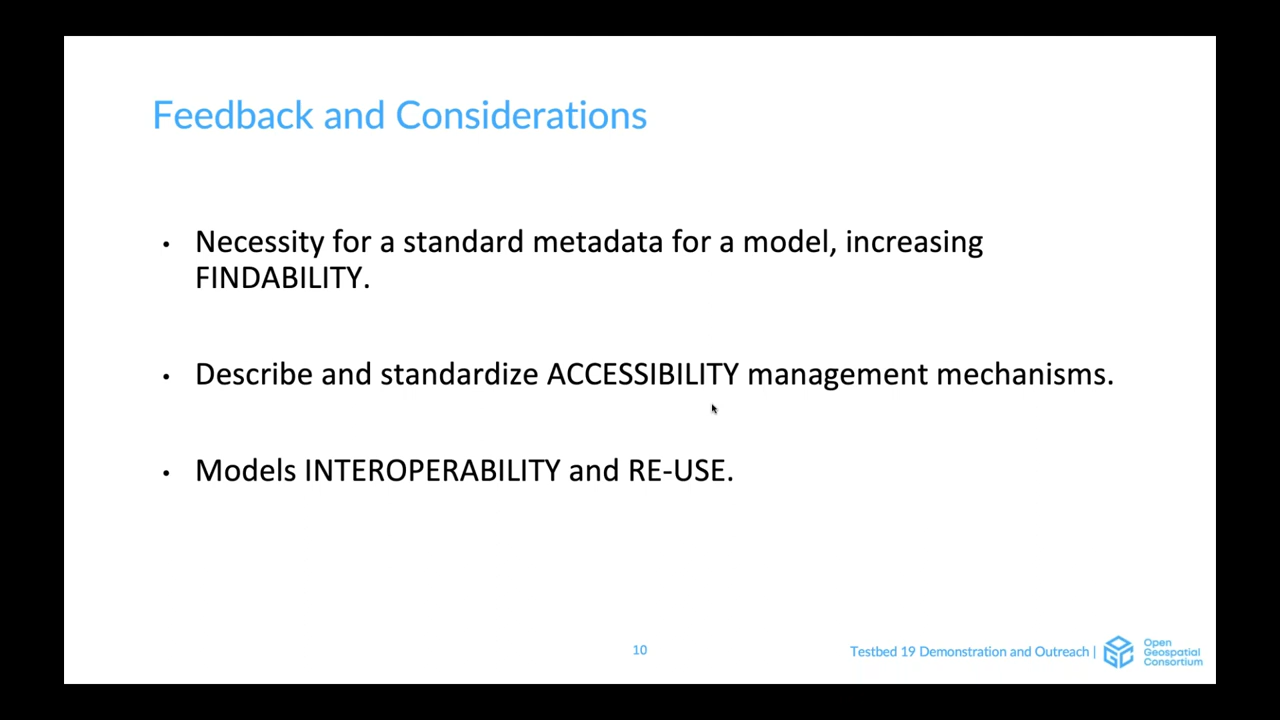 Feedback and Considerations
• Necessity for a standard metadata for a model, increasing
FINDABILITY.
• Describe and standardize ACCESSIBILITY management mechanisms.
• Models INTEROPERABILITY and RE-USE.
10
Testbed 19 Demonstration and Outreach |
Open
Geospatial
Consortium